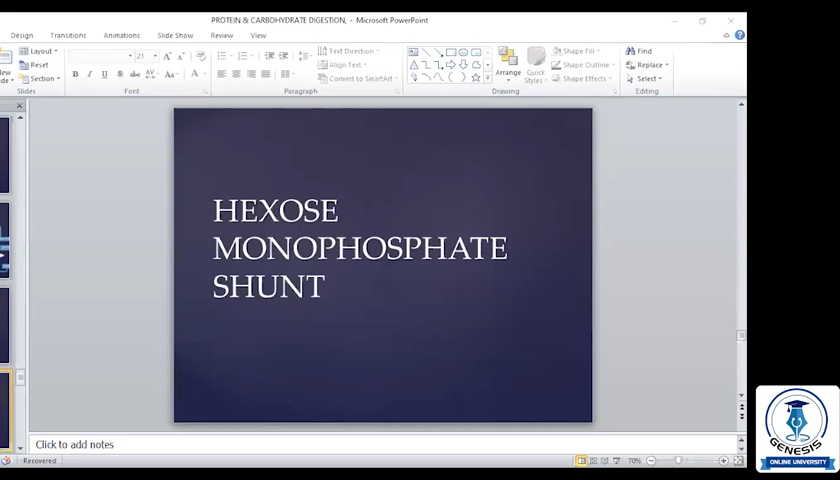 PROTEIN & CARBOHYDRATE DIGESTION, - Microsoft PowerPoint
Design Transitions Animations Slide Show Review View
Layout Text Direction Shape Fill Find
Reset Align Text Arrange Quick Styles Shape Outline Replace
Section Convert to SmartArt Shape Effects Select
Slides Font Paragraph Drawing Editing
HEXOSE
MONOPHOSPHATE
SHUNT
Click to add notes
Recovered 70%
GENESIS
ONLINE UNIVERSITY